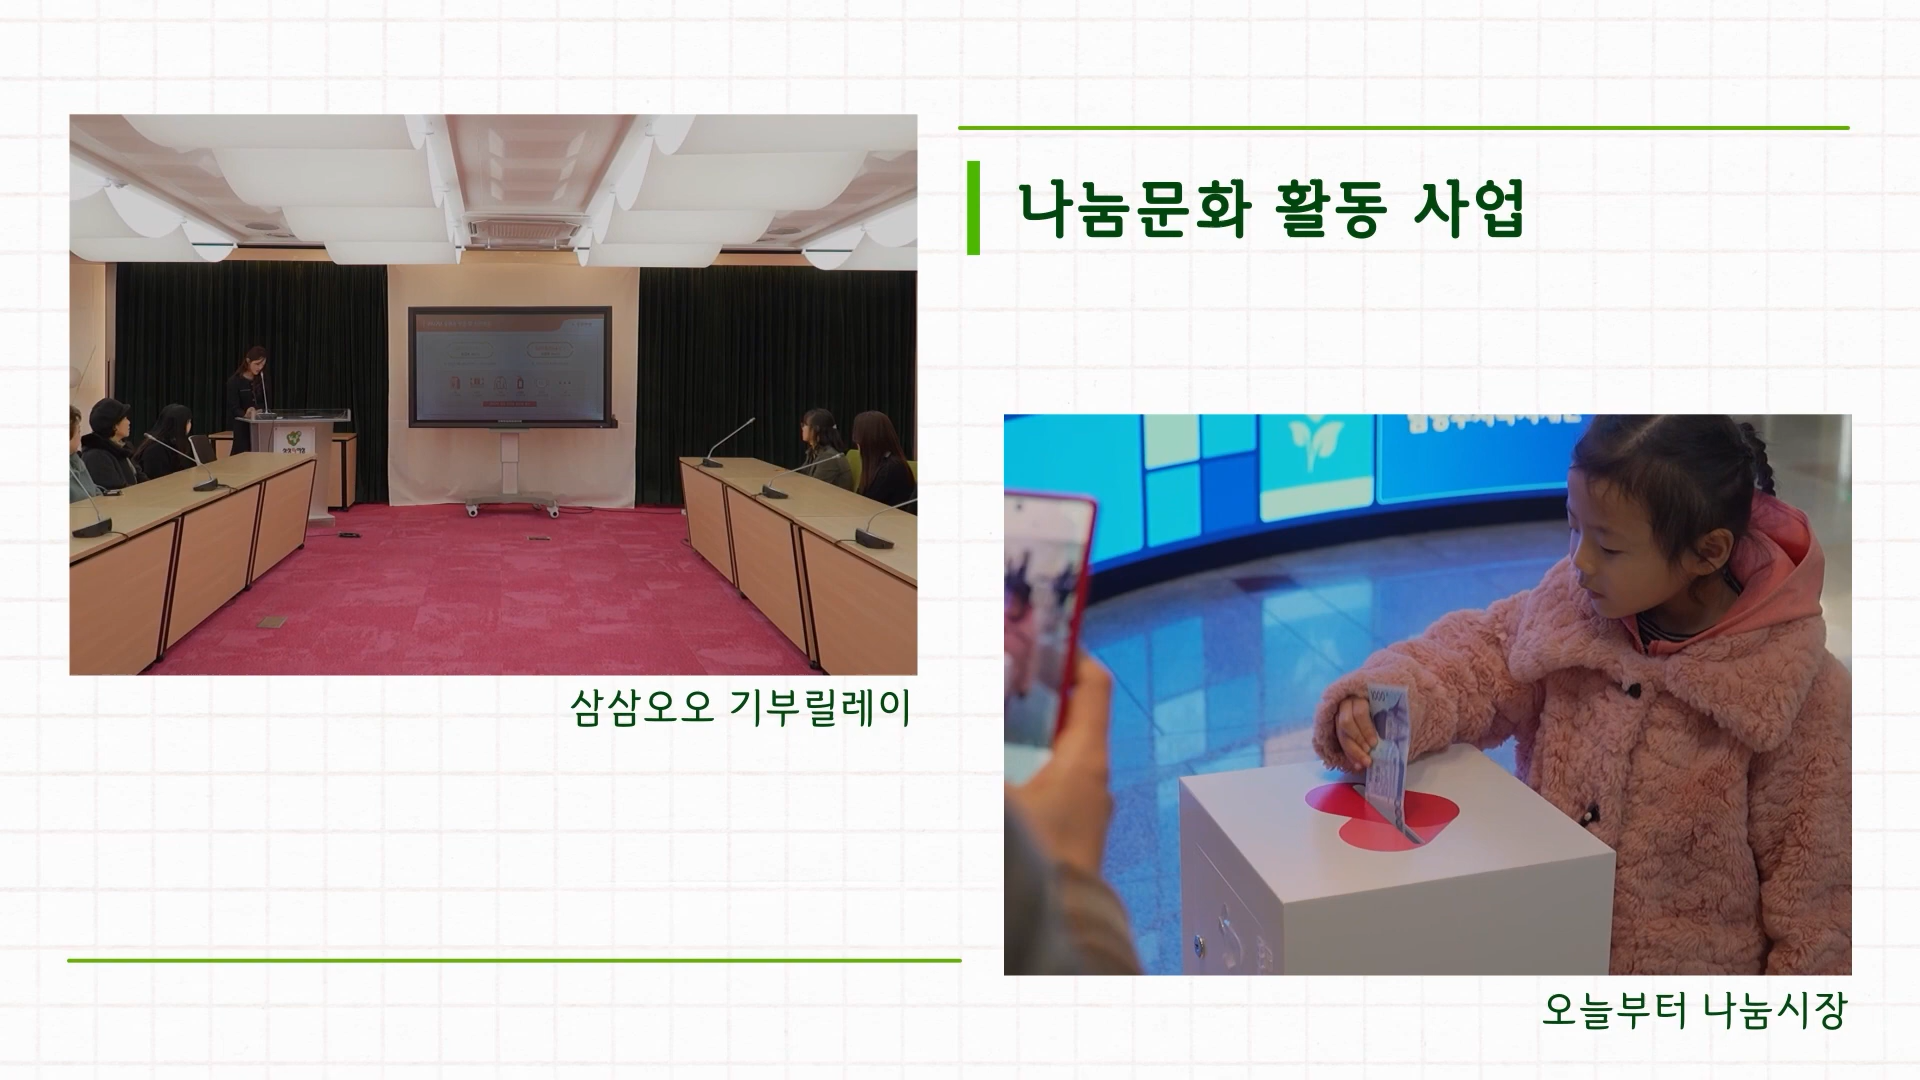 나눔문화 활동 사업
삼삼오오 기부릴레이
1000
오늘부터 나눔시장